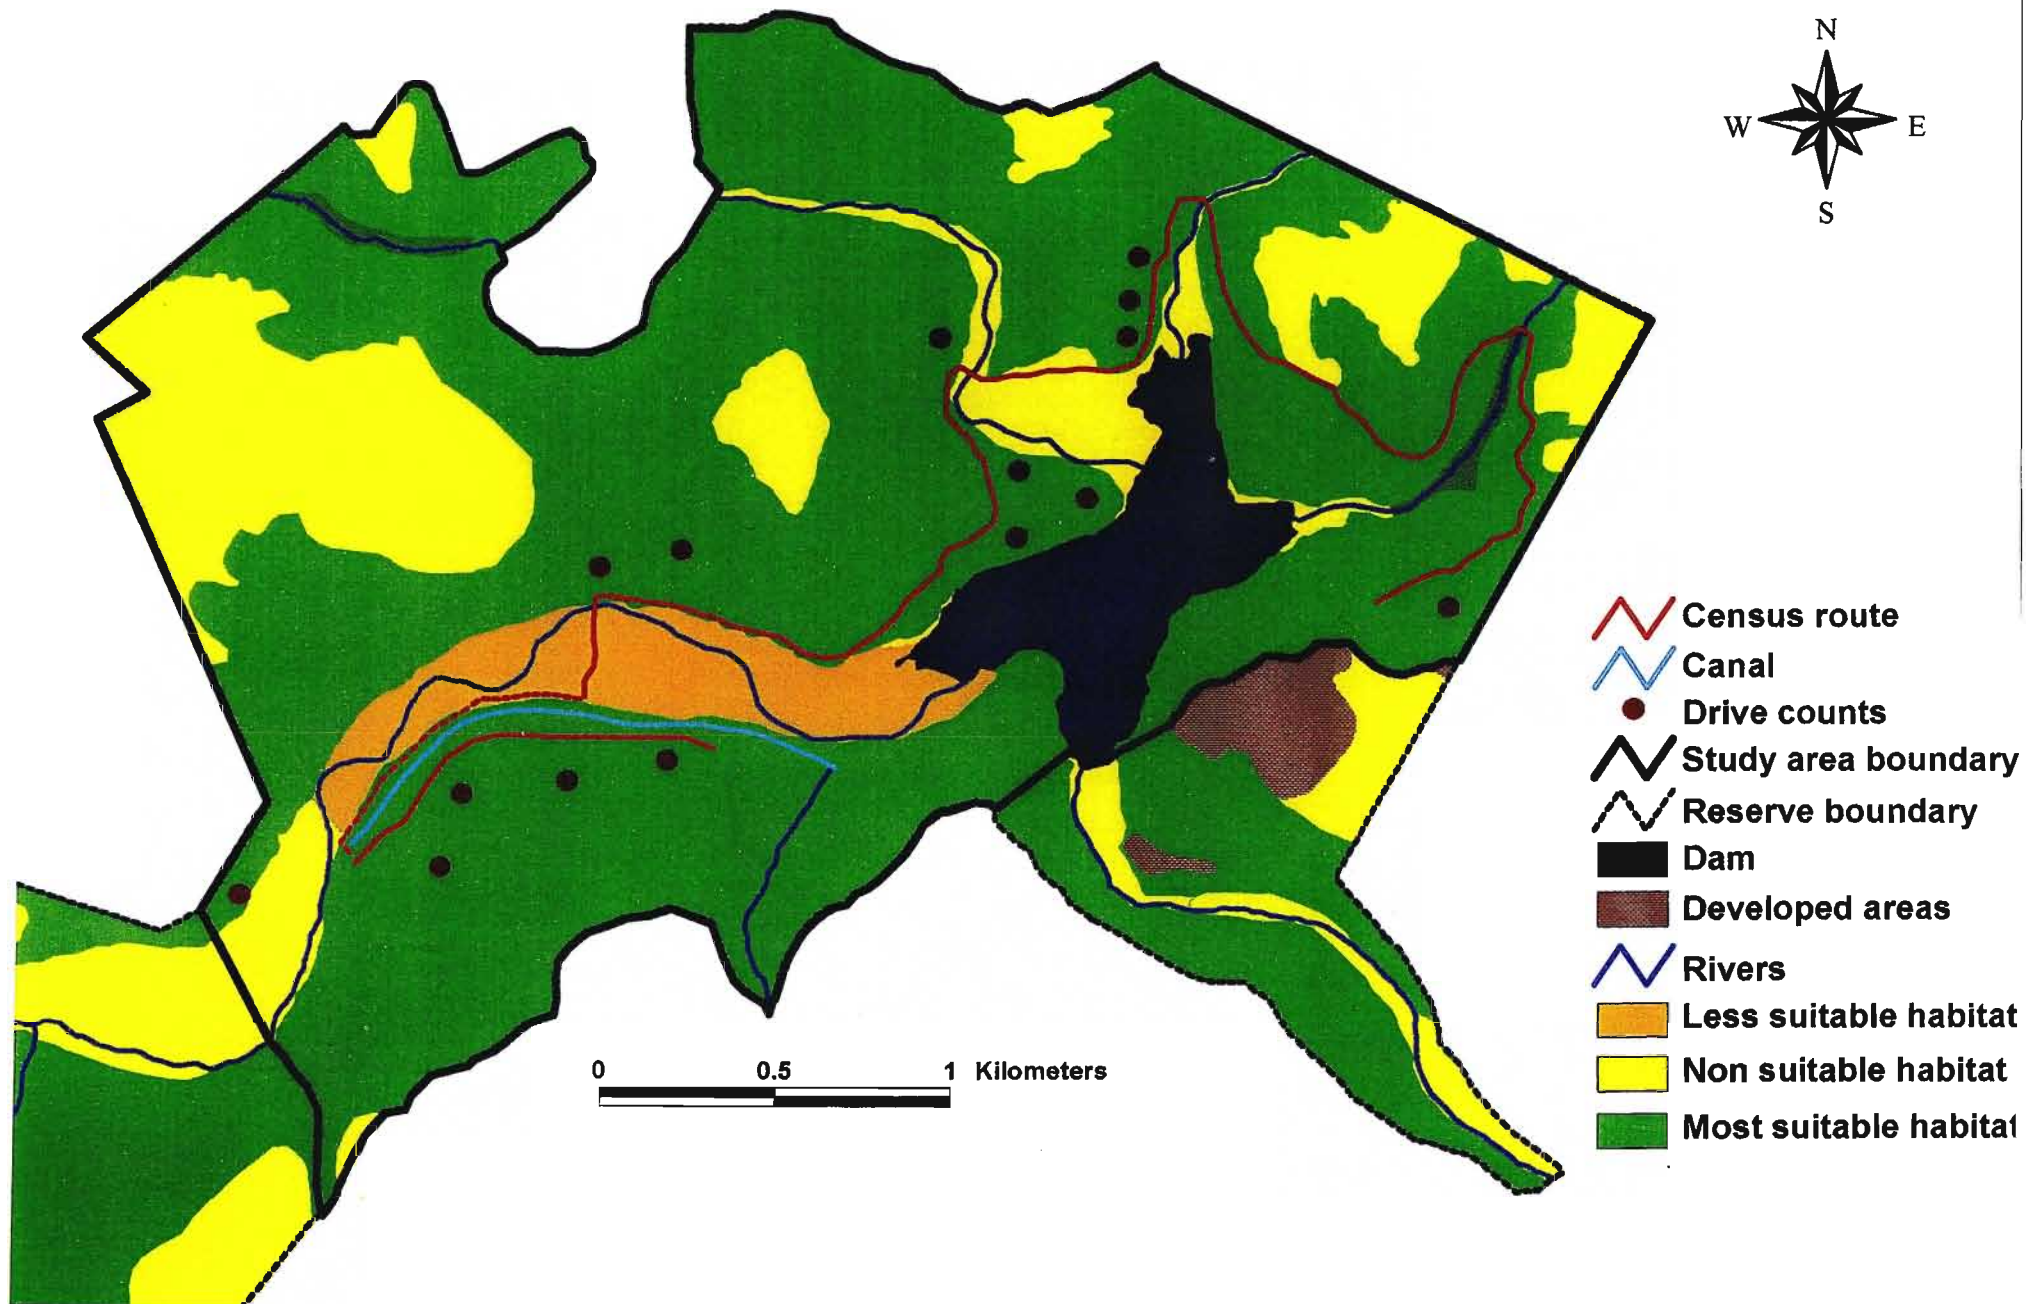 N
W E
S
Census route
Canal
Drive counts
Study area boundary
Reserve boundary
Dam
Developed areas
Rivers
Less suitable habitat
Non suitable habitat
Most suitable habitat
0 0.5 1 Kilometers